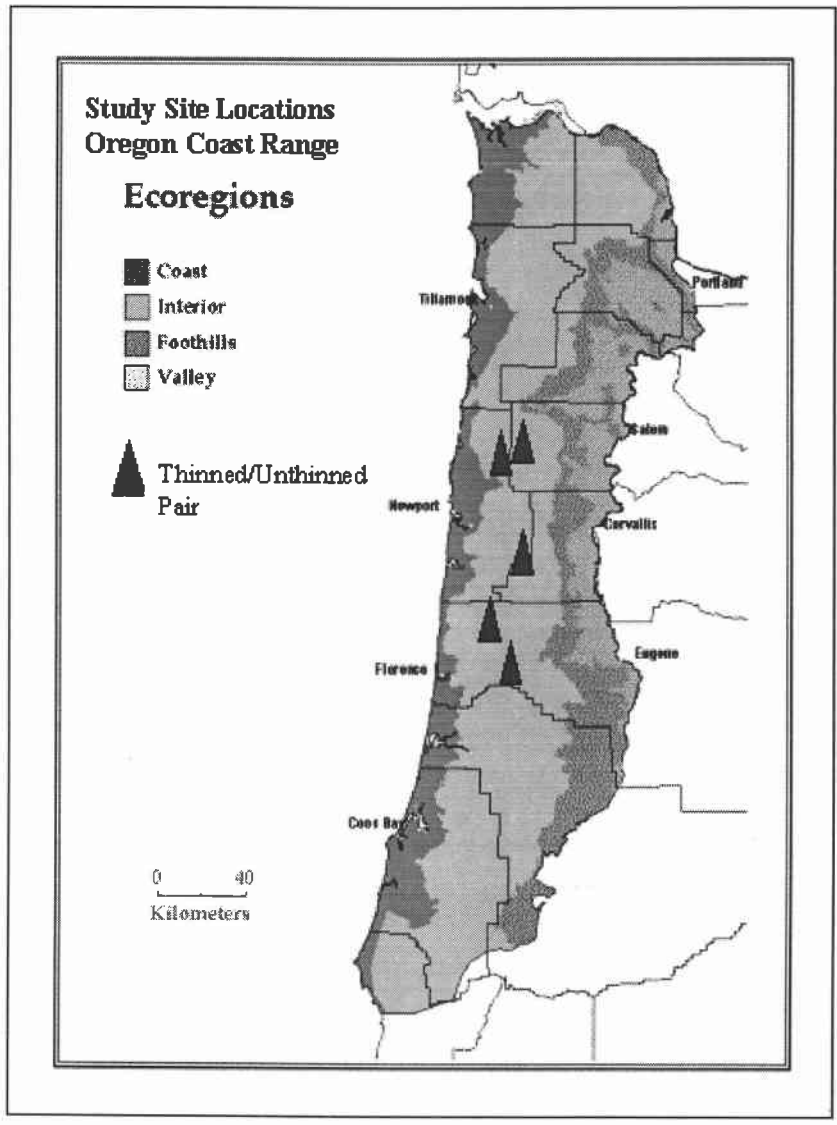 Study Site Locations
Oregon Coast Range
Ecoregions
Coast
Interior
Foothills
Valley
Thinned/Unthinned
Pair
Portland
Tillamook
Salem
Newport
Corvallis
Eugene
Florence
Coos Bay
0 40
Kilometers